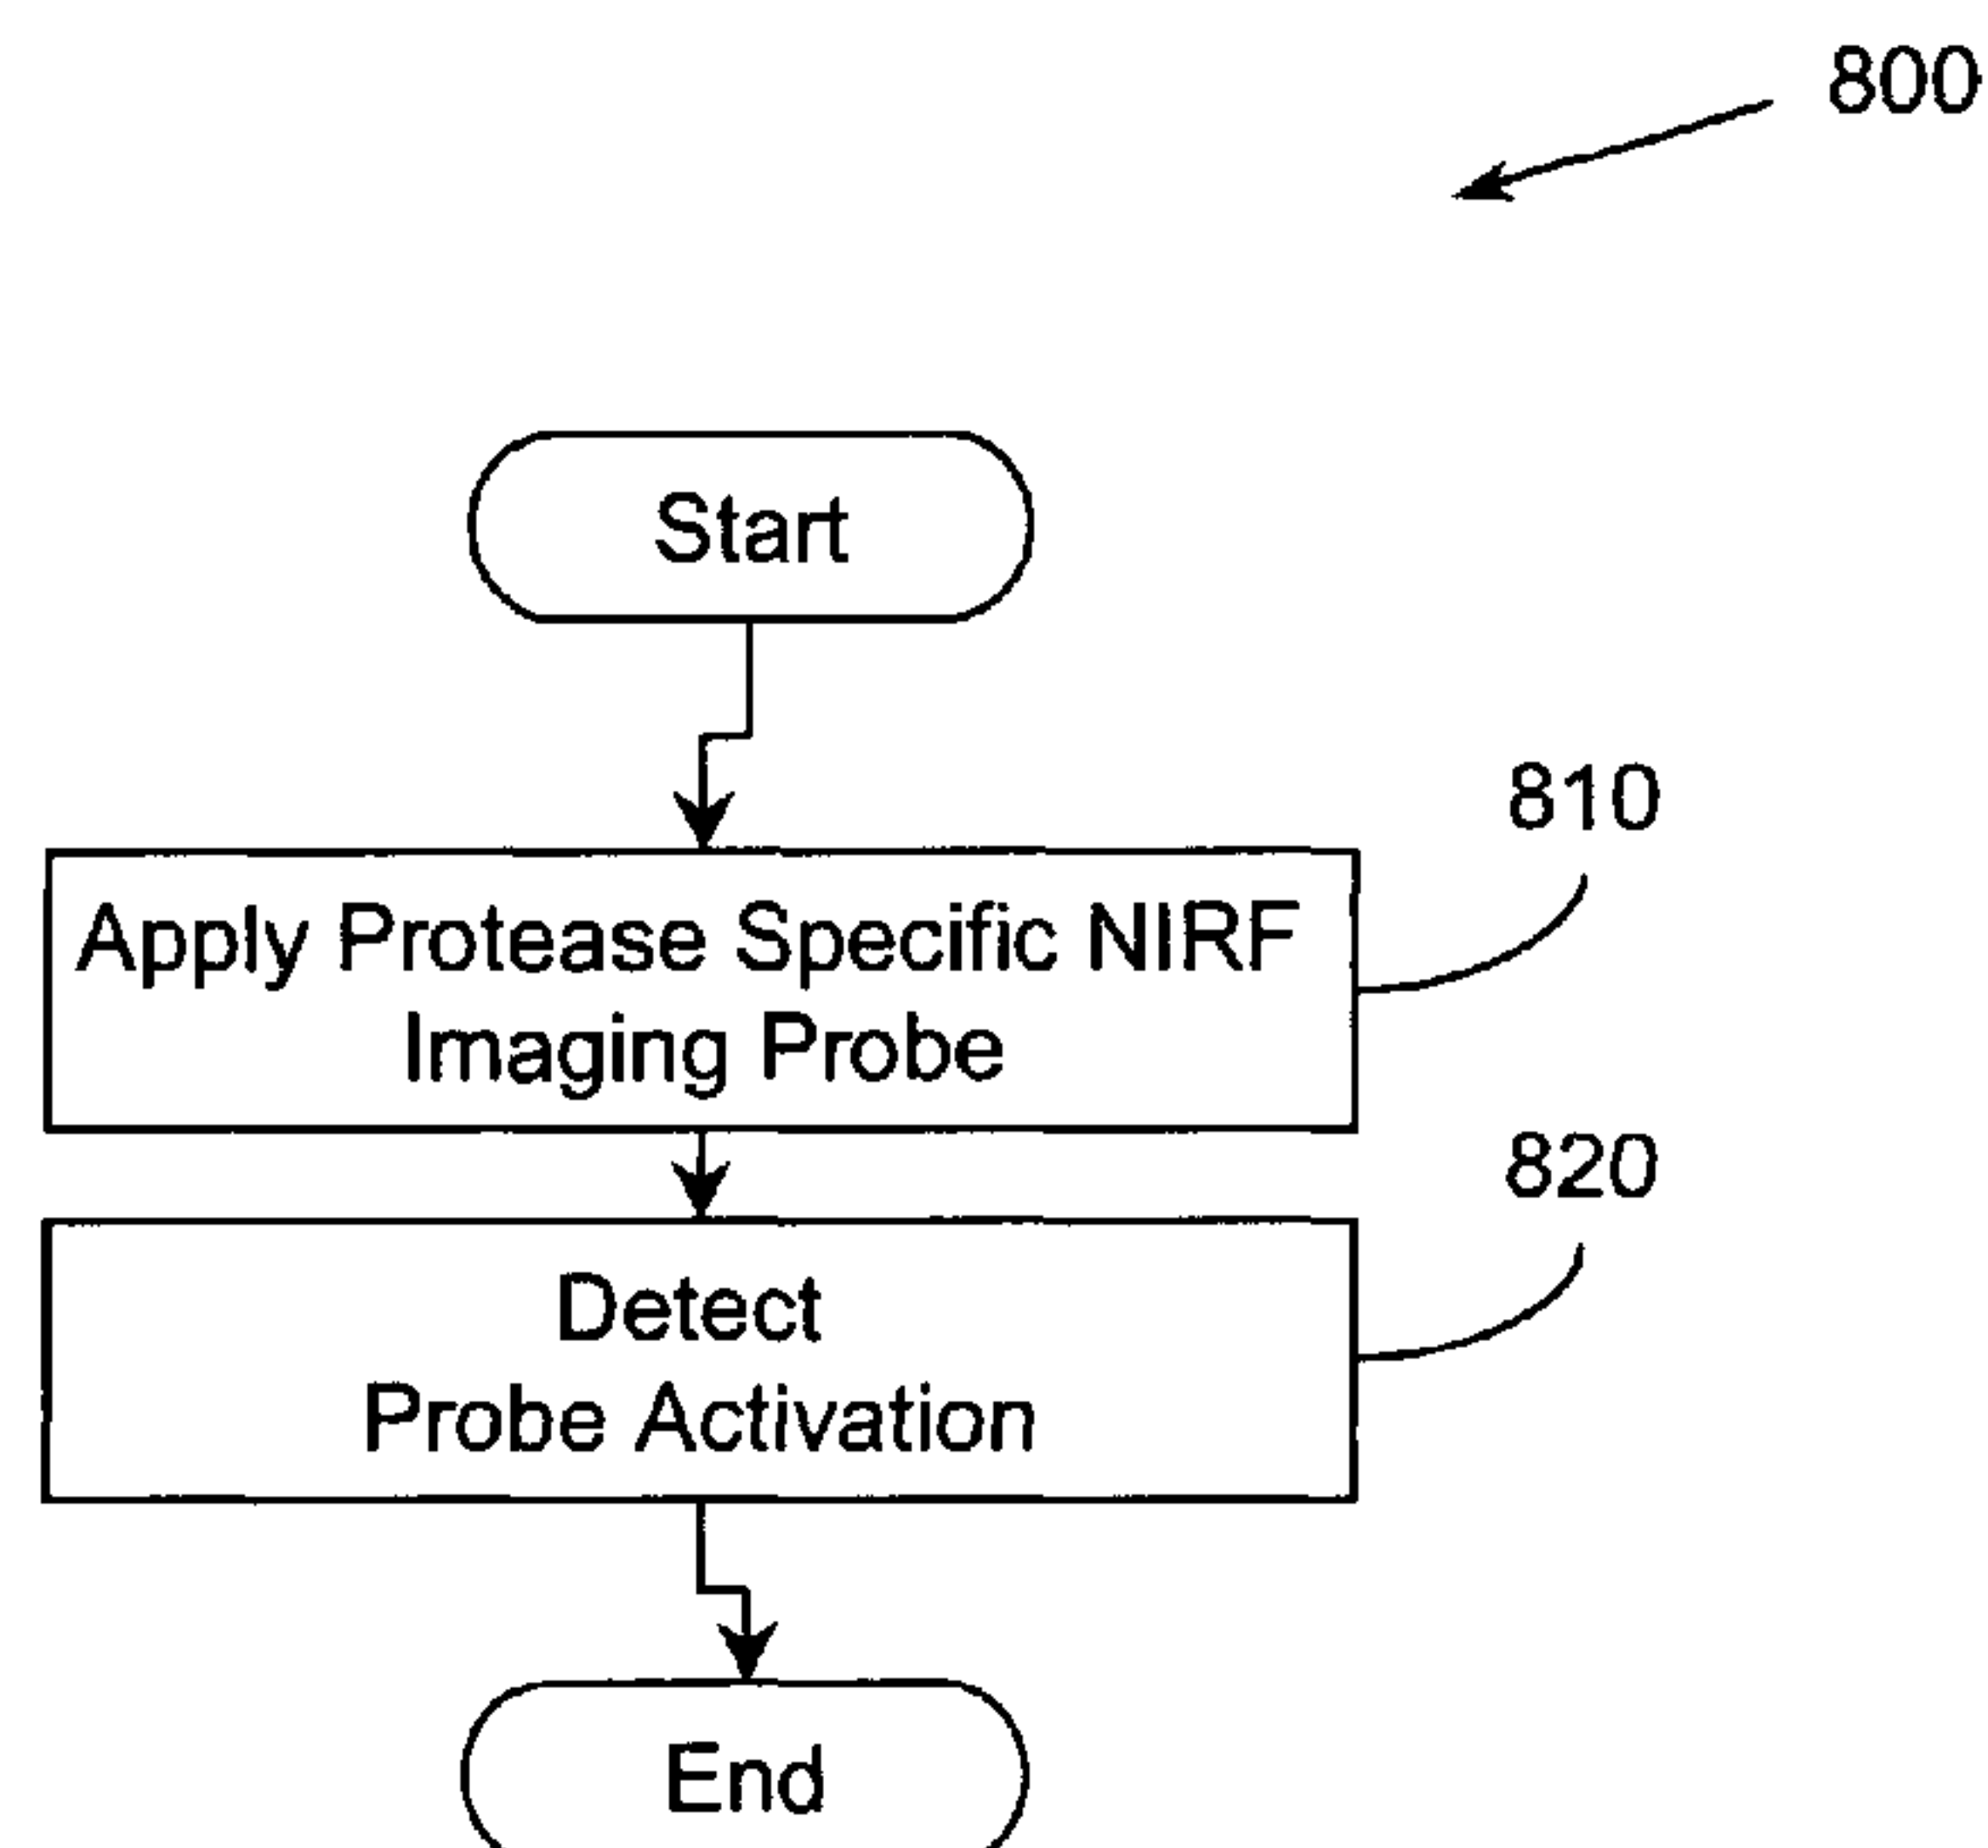 800
Start
810
Apply Protease Specific NIRF
Imaging Probe
820
Detect
Probe Activation
End